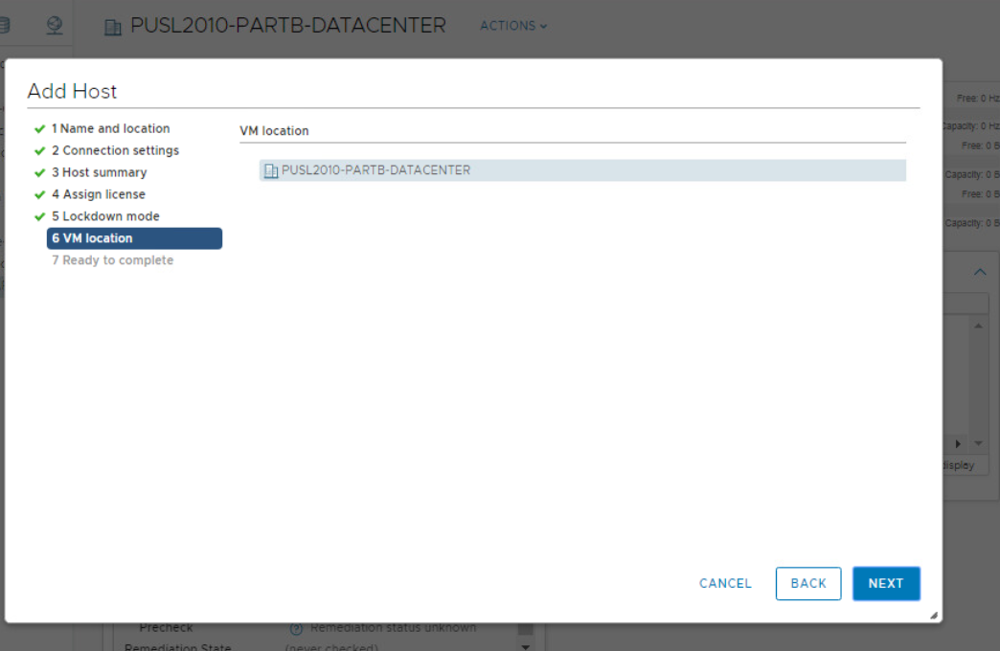 PUSL2010-PARTB-DATACENTER ACTIONS
Free: 0 Hz
Capacity: 0 Hz
Free: 0 B
Capacity: 0 B
Free: 0 B
Capacity: 0 B
Add Host
1 Name and location
2 Connection settings
3 Host summary
4 Assign license
5 Lockdown mode
6 VM location
7 Ready to complete
VM location
PUSL2010-PARTB-DATACENTER
display
CANCEL BACK NEXT
Precheck Remediation status unknown
Remediation State (never checked)